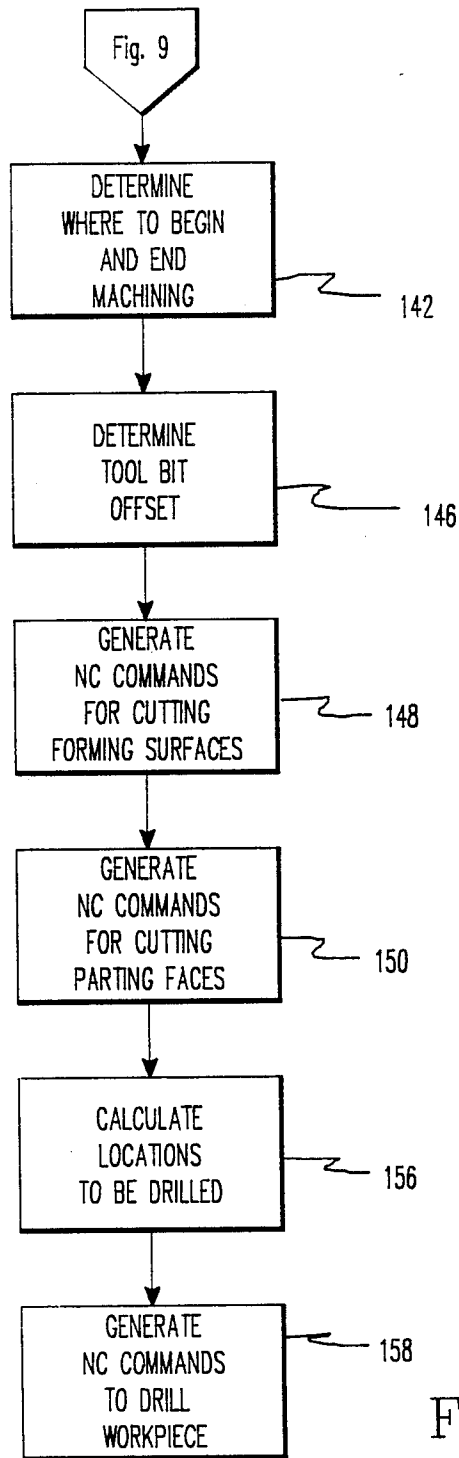 Fig. 9
DETERMINE
WHERE TO BEGIN
AND END
MACHINING
142
DETERMINE
TOOL BIT
OFFSET
146
GENERATE
NC COMMANDS
FOR CUTTING
FORMING SURFACES
148
GENERATE
NC COMMANDS
FOR CUTTING
PARTING FACES
150
CALCULATE
LOCATIONS
TO BE DRILLED
156
GENERATE
NC COMMANDS
TO DRILL
WORKPIECE
158
F